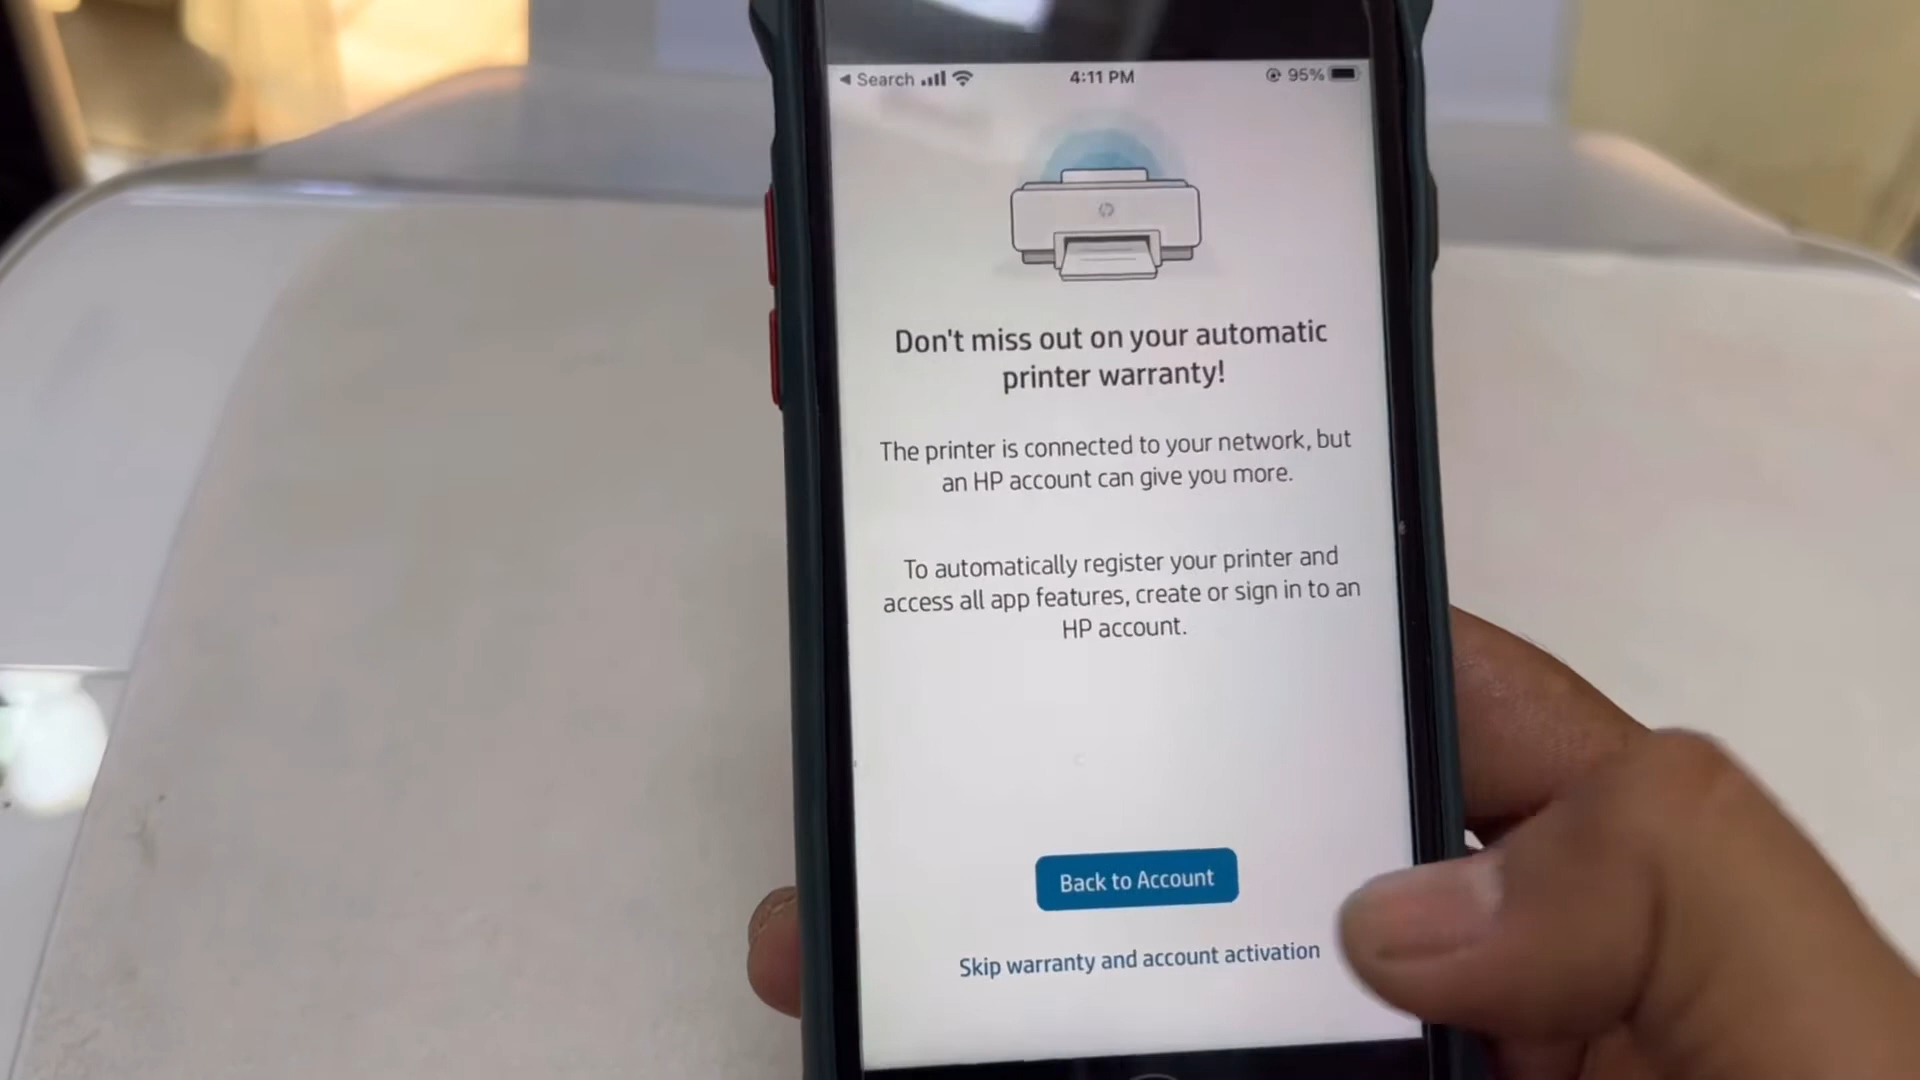 ◀ Search 4:11 PM 95%
hp
Don't miss out on your automatic
printer warranty!
The printer is connected to your network, but
an HP account can give you more.
To automatically register your printer and
access all app features, create or sign in to an
HP account.
Back to Account
Skip warranty and account activation